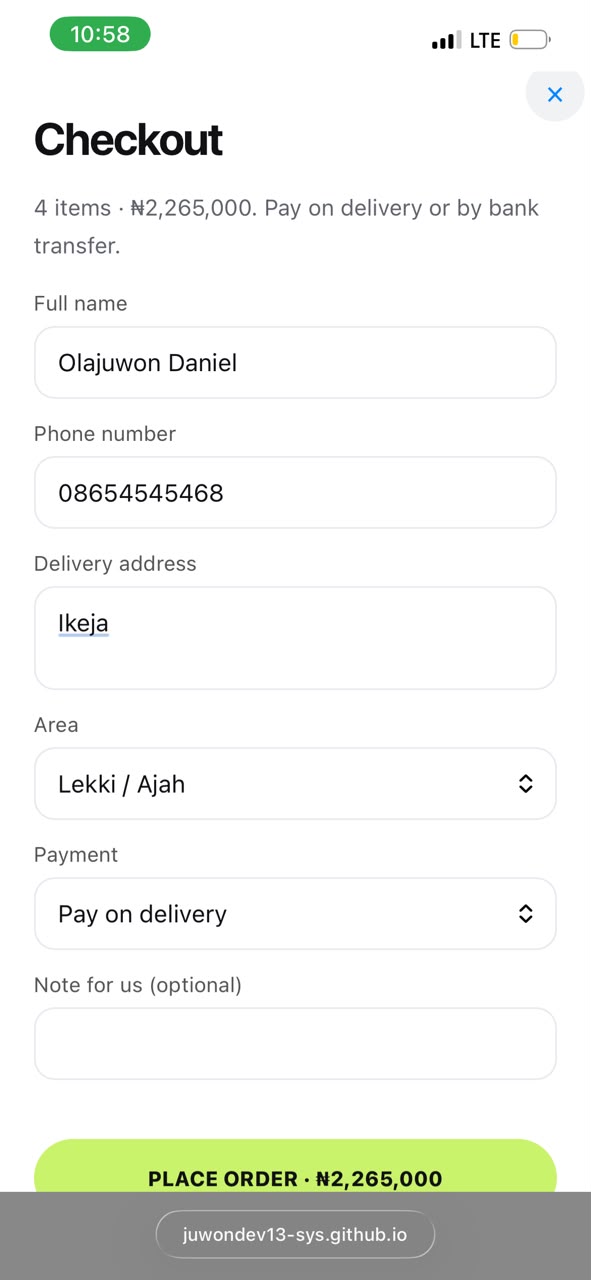 10:58
LTE
Checkout
4 items · ₦2,265,000. Pay on delivery or by bank
transfer.
Full name
Olajuwon Daniel
Phone number
08654545468
Delivery address
Ikeja
Area
Lekki / Ajah
Payment
Pay on delivery
Note for us (optional)
PLACE ORDER · ₦2,265,000
juwondev13-sys.github.io